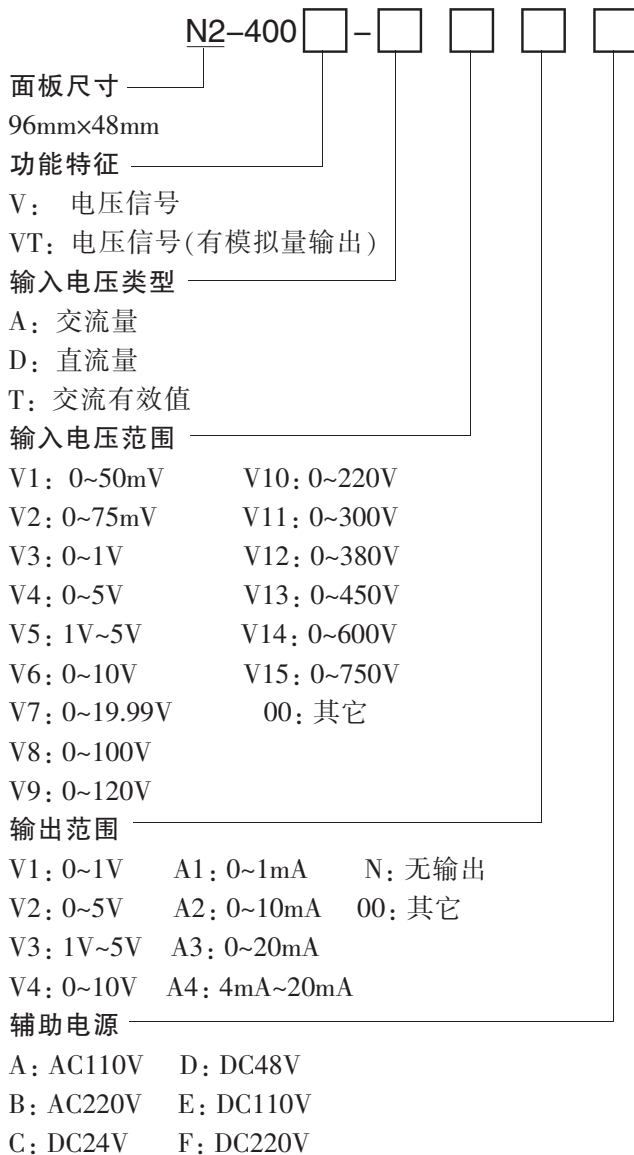 N2-400□-□ □ □ □
面板尺寸
96mm×48mm
功能特征
V： 电压信号
VT：电压信号(有模拟量输出)
输入电压类型
A：交流量
D：直流量
T：交流有效值
输入电压范围
V1：0~50mV V10：0~220V
V2：0~75mV V11：0~300V
V3：0~1V V12：0~380V
V4：0~5V V13：0~450V
V5：1V~5V V14：0~600V
V6：0~10V V15：0~750V
V7：0~19.99V 00：其它
V8：0~100V
V9：0~120V
输出范围
V1：0~1V A1：0~1mA N：无输出
V2：0~5V A2：0~10mA 00：其它
V3：1V~5V A3：0~20mA
V4：0~10V A4：4mA~20mA
辅助电源
A：AC110V D：DC48V
B：AC220V E：DC110V
C：DC24V F：DC220V